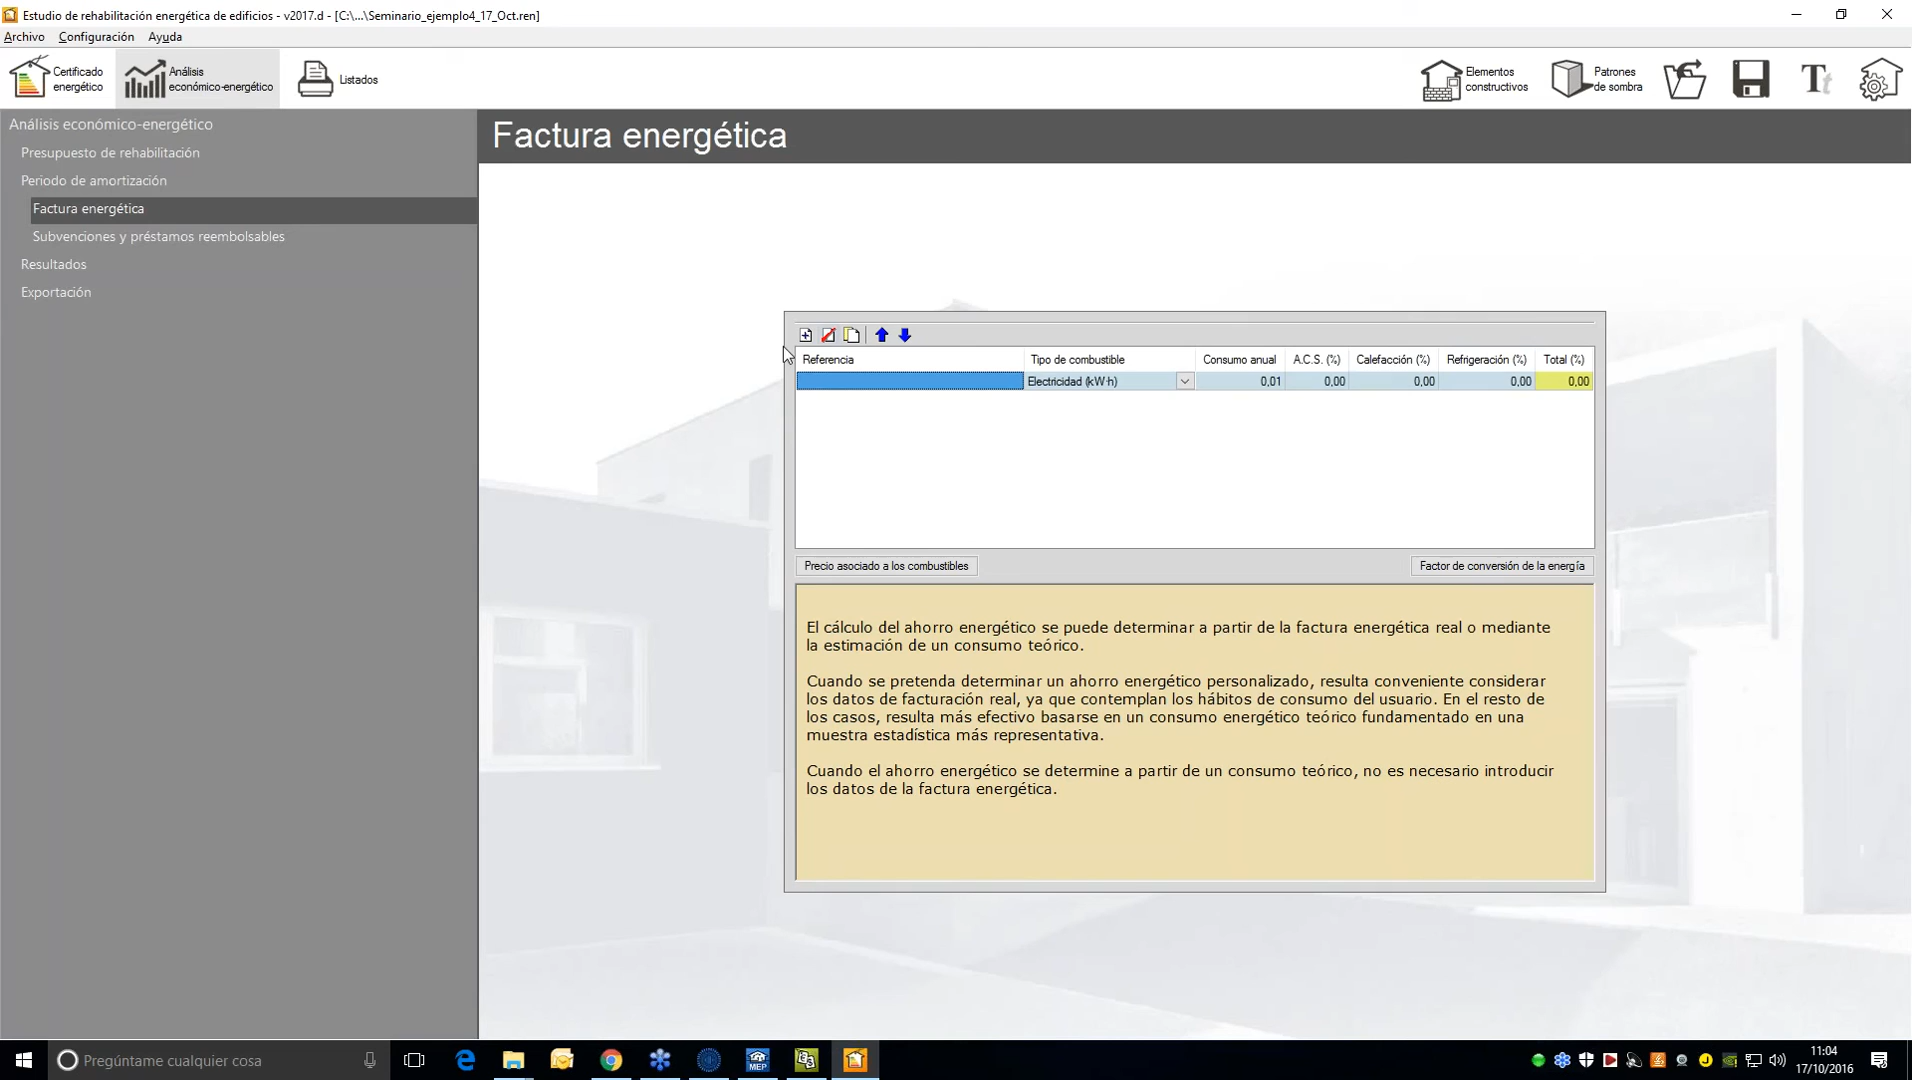 Estudio de rehabilitación energética de edificios - v2017.d - [C:\...\Seminario_ejemplo4_17_Oct.ren]
Archivo Configuración Ayuda
Certificado energético
Análisis económico-energético
Listados
Elementos constructivos
Patrones de sombra
Análisis económico-energético
Presupuesto de rehabilitación
Periodo de amortización
Factura energética
Subvenciones y préstamos reembolsables
Resultados
Exportación
Factura energética
Referencia Tipo de combustible Consumo anual A.C.S. (%) Calefacción (%) Refrigeración (%) Total (%)
Electricidad (kW·h) 0,01 0,00 0,00 0,00 0,00
Precio asociado a los combustibles Factor de conversión de la energía
El cálculo del ahorro energético se puede determinar a partir de la factura energética real o mediante
la estimación de un consumo teórico.
Cuando se pretenda determinar un ahorro energético personalizado, resulta conveniente considerar
los datos de facturación real, ya que contemplan los hábitos de consumo del usuario. En el resto de
los casos, resulta más efectivo basarse en un consumo energético teórico fundamentado en una
muestra estadística más representativa.
Cuando el ahorro energético se determine a partir de un consumo teórico, no es necesario introducir
los datos de la factura energética.
Pregúntame cualquier cosa
MEP
11:04
17/10/2016